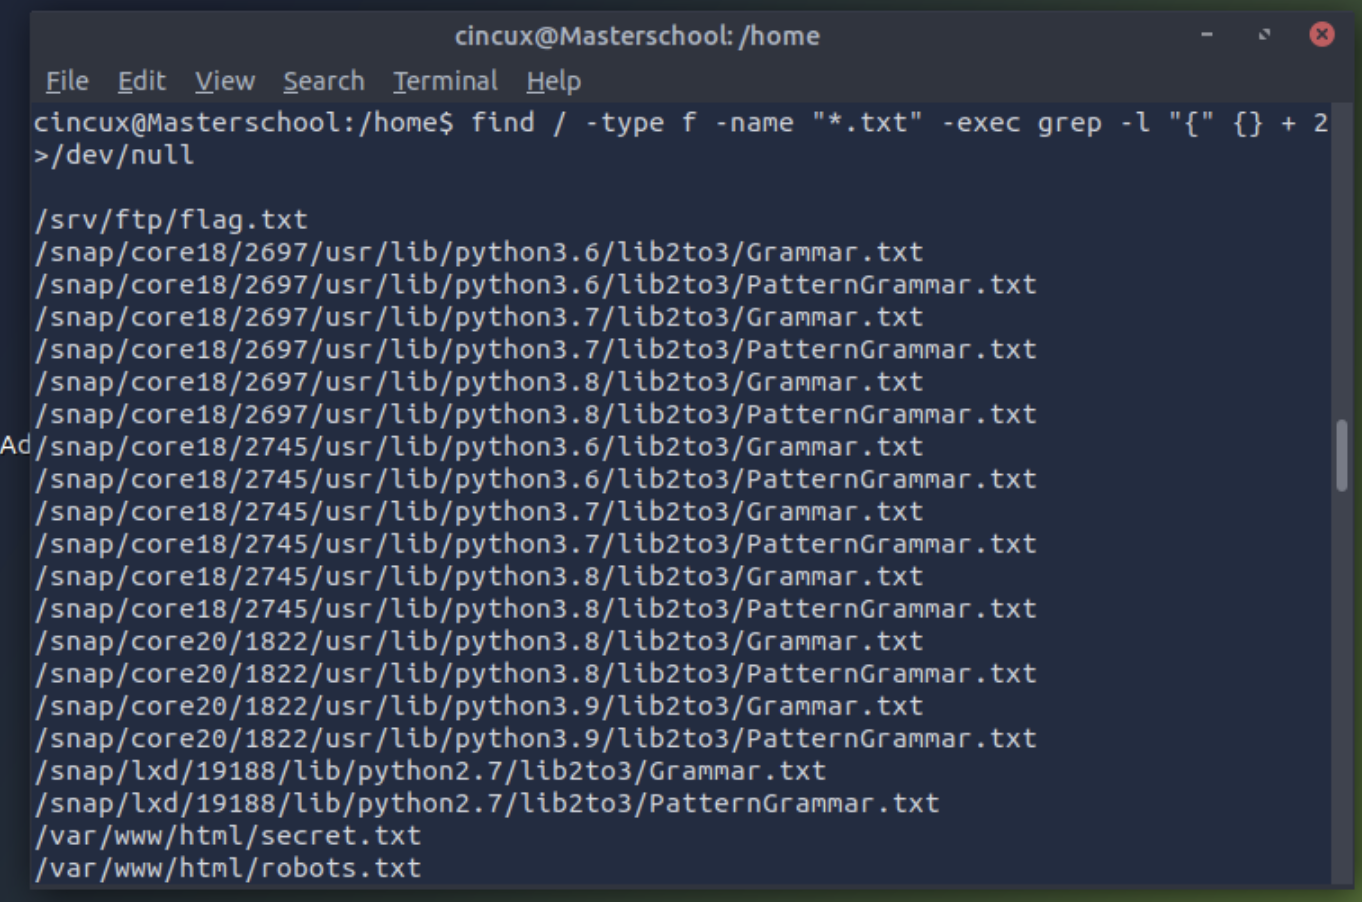 cincux@Masterschool: /home
File Edit View Search Terminal Help
cincux@Masterschool:/home$ find / -type f -name "*.txt" -exec grep -l "{" {} + 2
>/dev/null
/srv/ftp/flag.txt
/snap/core18/2697/usr/lib/python3.6/lib2to3/Grammar.txt
/snap/core18/2697/usr/lib/python3.6/lib2to3/PatternGrammar.txt
/snap/core18/2697/usr/lib/python3.7/lib2to3/Grammar.txt
/snap/core18/2697/usr/lib/python3.7/lib2to3/PatternGrammar.txt
/snap/core18/2697/usr/lib/python3.8/lib2to3/Grammar.txt
/snap/core18/2697/usr/lib/python3.8/lib2to3/PatternGrammar.txt
Ad
/snap/core18/2745/usr/lib/python3.6/lib2to3/Grammar.txt
/snap/core18/2745/usr/lib/python3.6/lib2to3/PatternGrammar.txt
/snap/core18/2745/usr/lib/python3.7/lib2to3/Grammar.txt
/snap/core18/2745/usr/lib/python3.7/lib2to3/PatternGrammar.txt
/snap/core18/2745/usr/lib/python3.8/lib2to3/Grammar.txt
/snap/core18/2745/usr/lib/python3.8/lib2to3/PatternGrammar.txt
/snap/core20/1822/usr/lib/python3.8/lib2to3/Grammar.txt
/snap/core20/1822/usr/lib/python3.8/lib2to3/PatternGrammar.txt
/snap/core20/1822/usr/lib/python3.9/lib2to3/Grammar.txt
/snap/core20/1822/usr/lib/python3.9/lib2to3/PatternGrammar.txt
/snap/lxd/19188/lib/python2.7/lib2to3/Grammar.txt
/snap/lxd/19188/lib/python2.7/lib2to3/PatternGrammar.txt
/var/www/html/secret.txt
/var/www/html/robots.txt